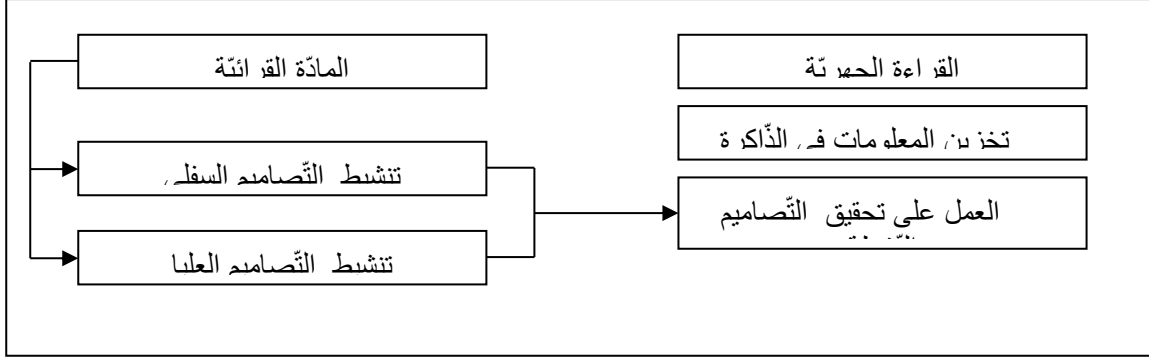 القراءة الجهريّة
المادّة القرائيّة
تخزين المعلومات في الذّاكرة
تنشيط التّصاميم السفلى
العمل على تحقيق التّصاميم
تنشيط التّصاميم العليا